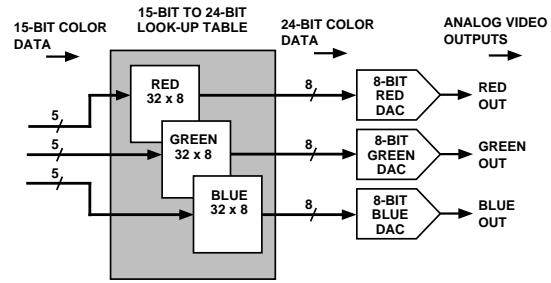 15-BIT COLOR
DATA
15-BIT TO 24-BIT
LOOK-UP TABLE
24-BIT COLOR
DATA
ANALOG VIDEO
OUTPUTS
5
RED
32 x 8
8
8-BIT
RED
DAC
RED
OUT
5
GREEN
32 x 8
8
8-BIT
GREEN
DAC
GREEN
OUT
5
BLUE
32 x 8
8
8-BIT
BLUE
DAC
BLUE
OUT